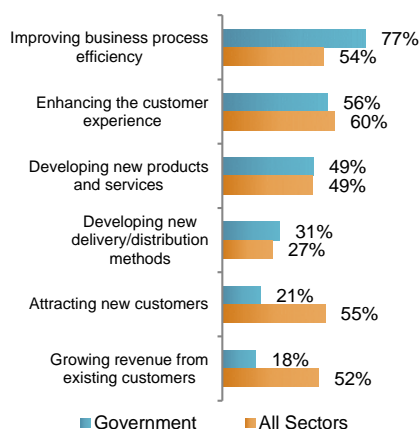 Improving business process
efficiency
77%
54%
Enhancing the customer
experience
56%
60%
Developing new products
and services
49%
49%
Developing new
delivery/distribution
methods
31%
27%
Attracting new customers
21%
55%
Growing revenue from
existing customers
18%
52%
Government
All Sectors